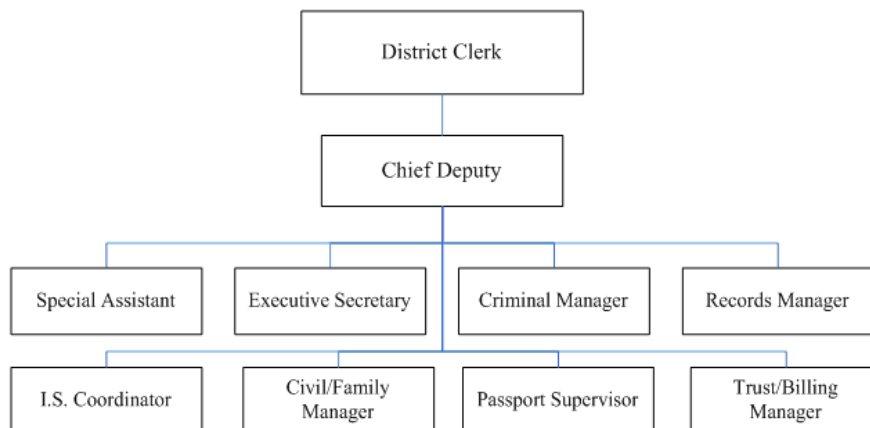 District Clerk
Chief Deputy
Special Assistant
Executive Secretary
Criminal Manager
Records Manager
I.S. Coordinator
Civil/Family
Manager
Passport Supervisor
Trust/Billing
Manager